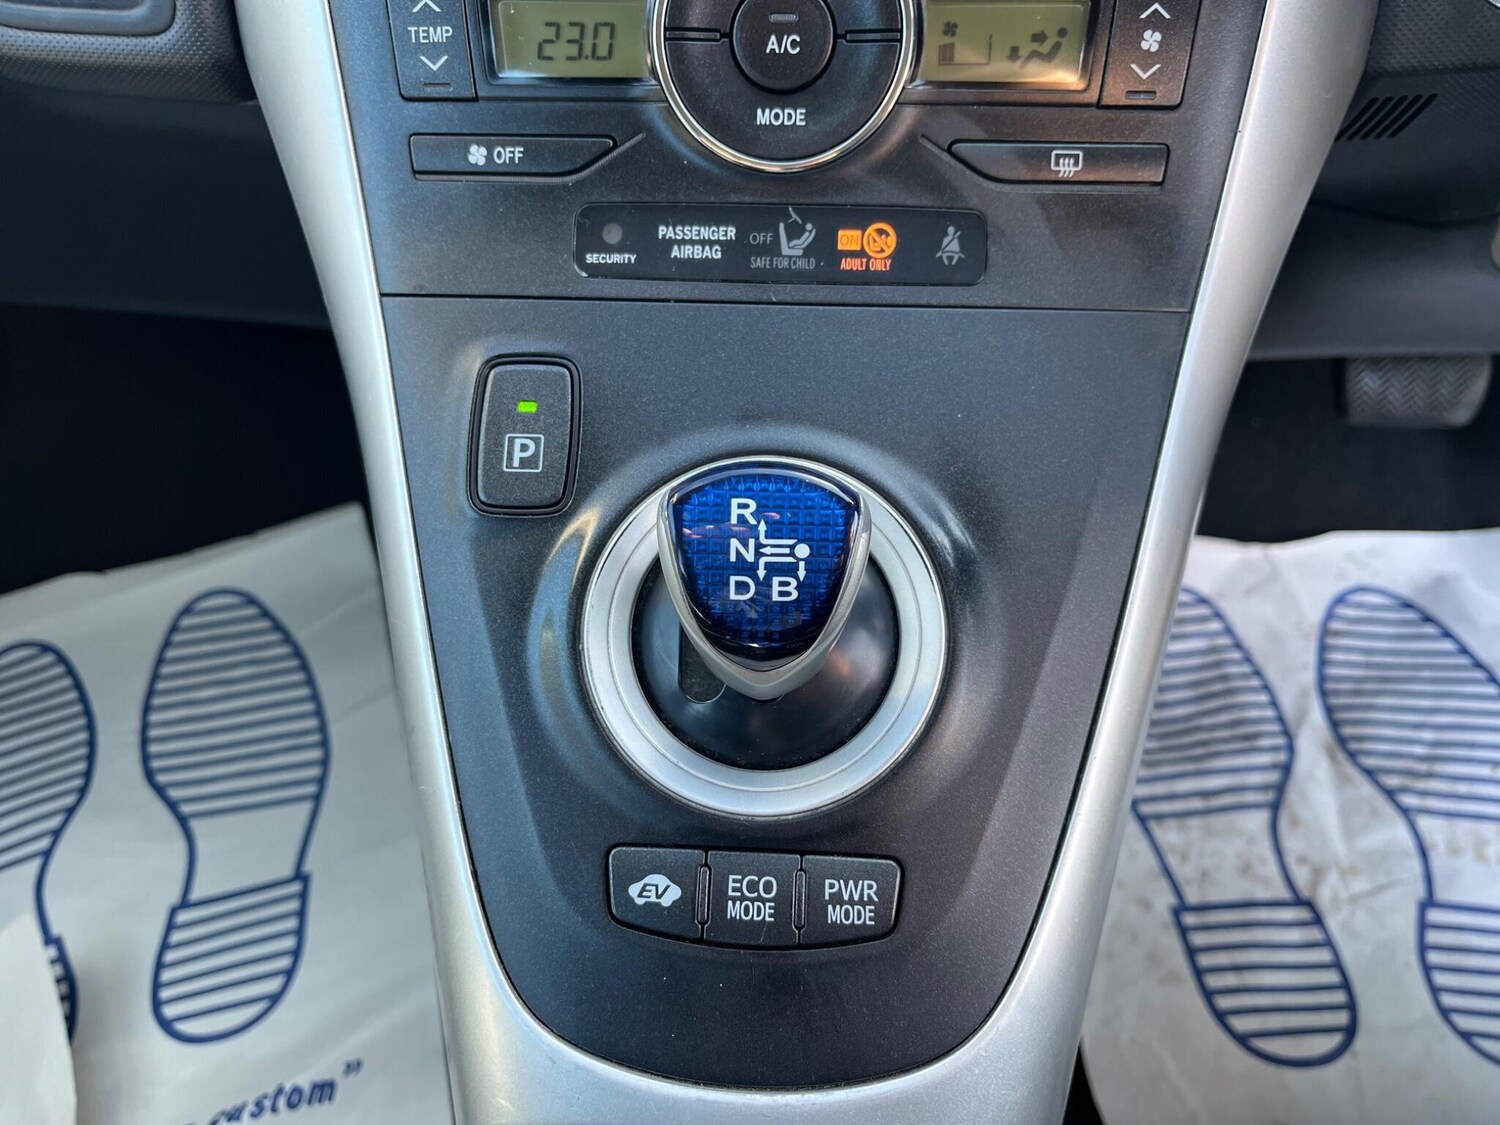 TEMP
23.0
A/C
MODE
OFF
SECURITY
PASSENGER
AIRBAG
OFF
SAFE FOR CHILD
ON
ADULT ONLY
P
R
N
D B
EV
ECO
MODE
PWR
MODE
custom"